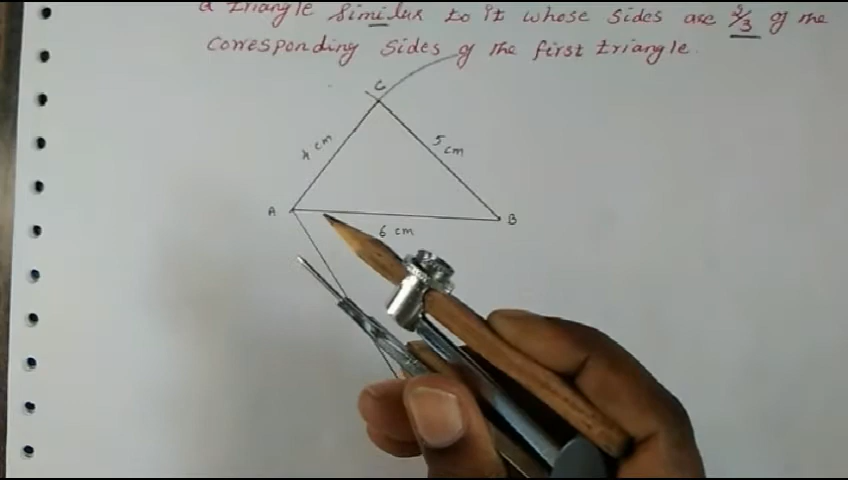 a triangle similar to it whose sides are 2/3 of the
corresponding sides of the first triangle.
C
4 cm
5 cm
A
B
6 cm